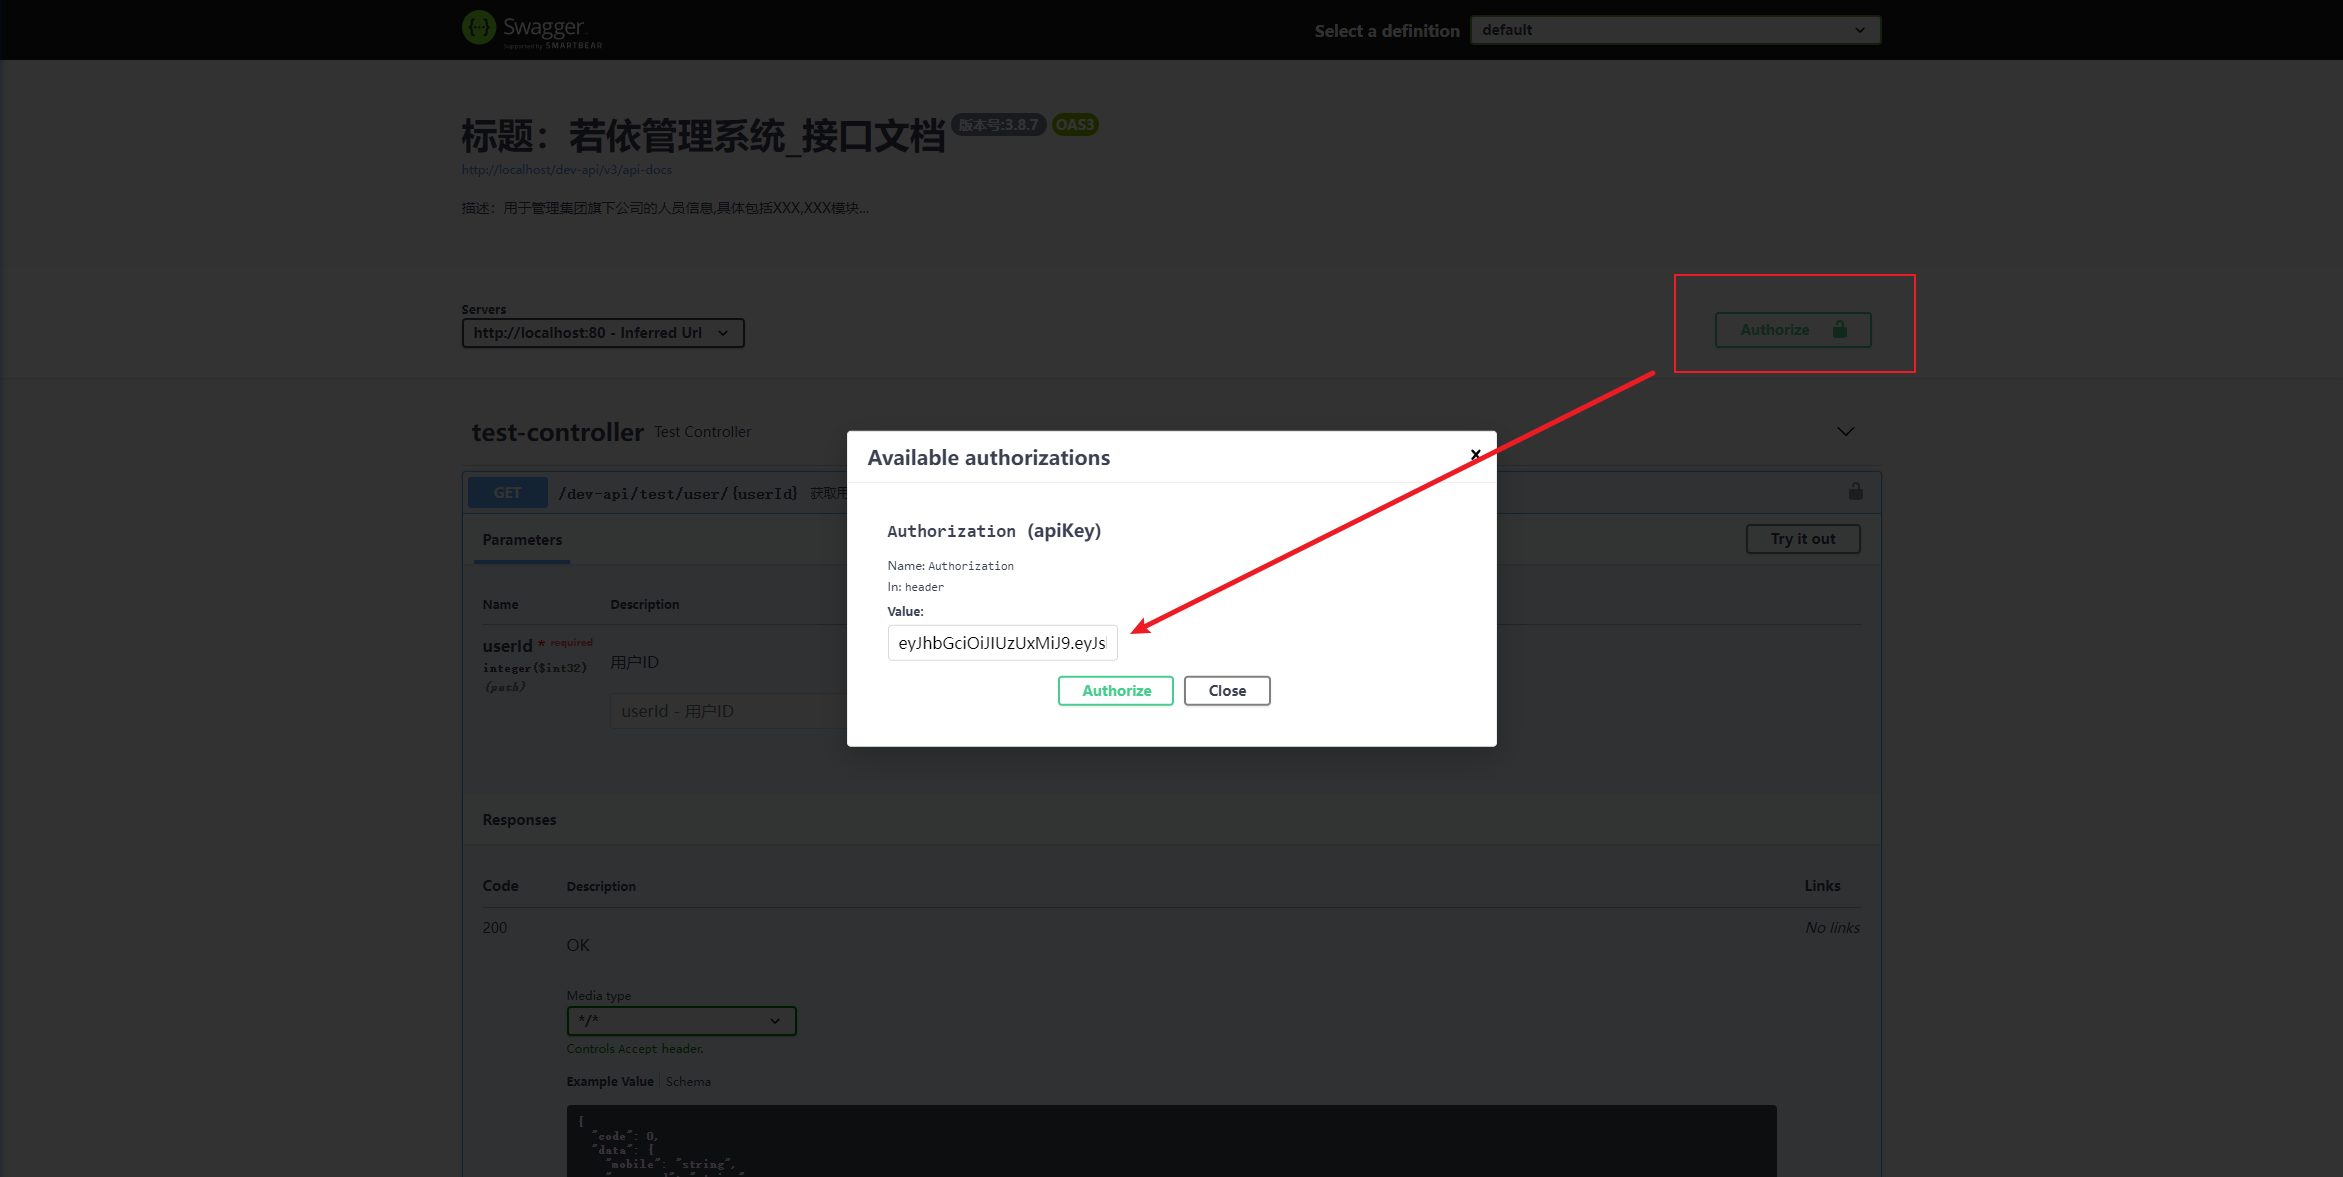 Swagger.
Supported by SMARTBEAR
Select a definition
default
标题：若依管理系统_接口文档
版本号:3.8.7
OAS3
http://localhost/dev-api/v3/api-docs
描述：用于管理集团旗下公司的人员信息,具体包括XXX,XXX模块...
Servers
http://localhost:80 - Inferred Url
Authorize
test-controller Test Controller
GET /dev-api/test/user/{userId} 获取用
Available authorizations
×
Authorization (apiKey)
Name: Authorization
In: header
Value:
eyJhbGciOiJIUzUxMiJ9.eyJs
Authorize
Close
Parameters
Try it out
Name Description
userId * required
integer($int32)
(path)
用户ID
userId - 用户ID
Responses
Code Description Links
200
OK
No links
Media type
*/*
Controls Accept header.
Example Value | Schema
{
"code": 0,
"data": {
"mobile": "string",